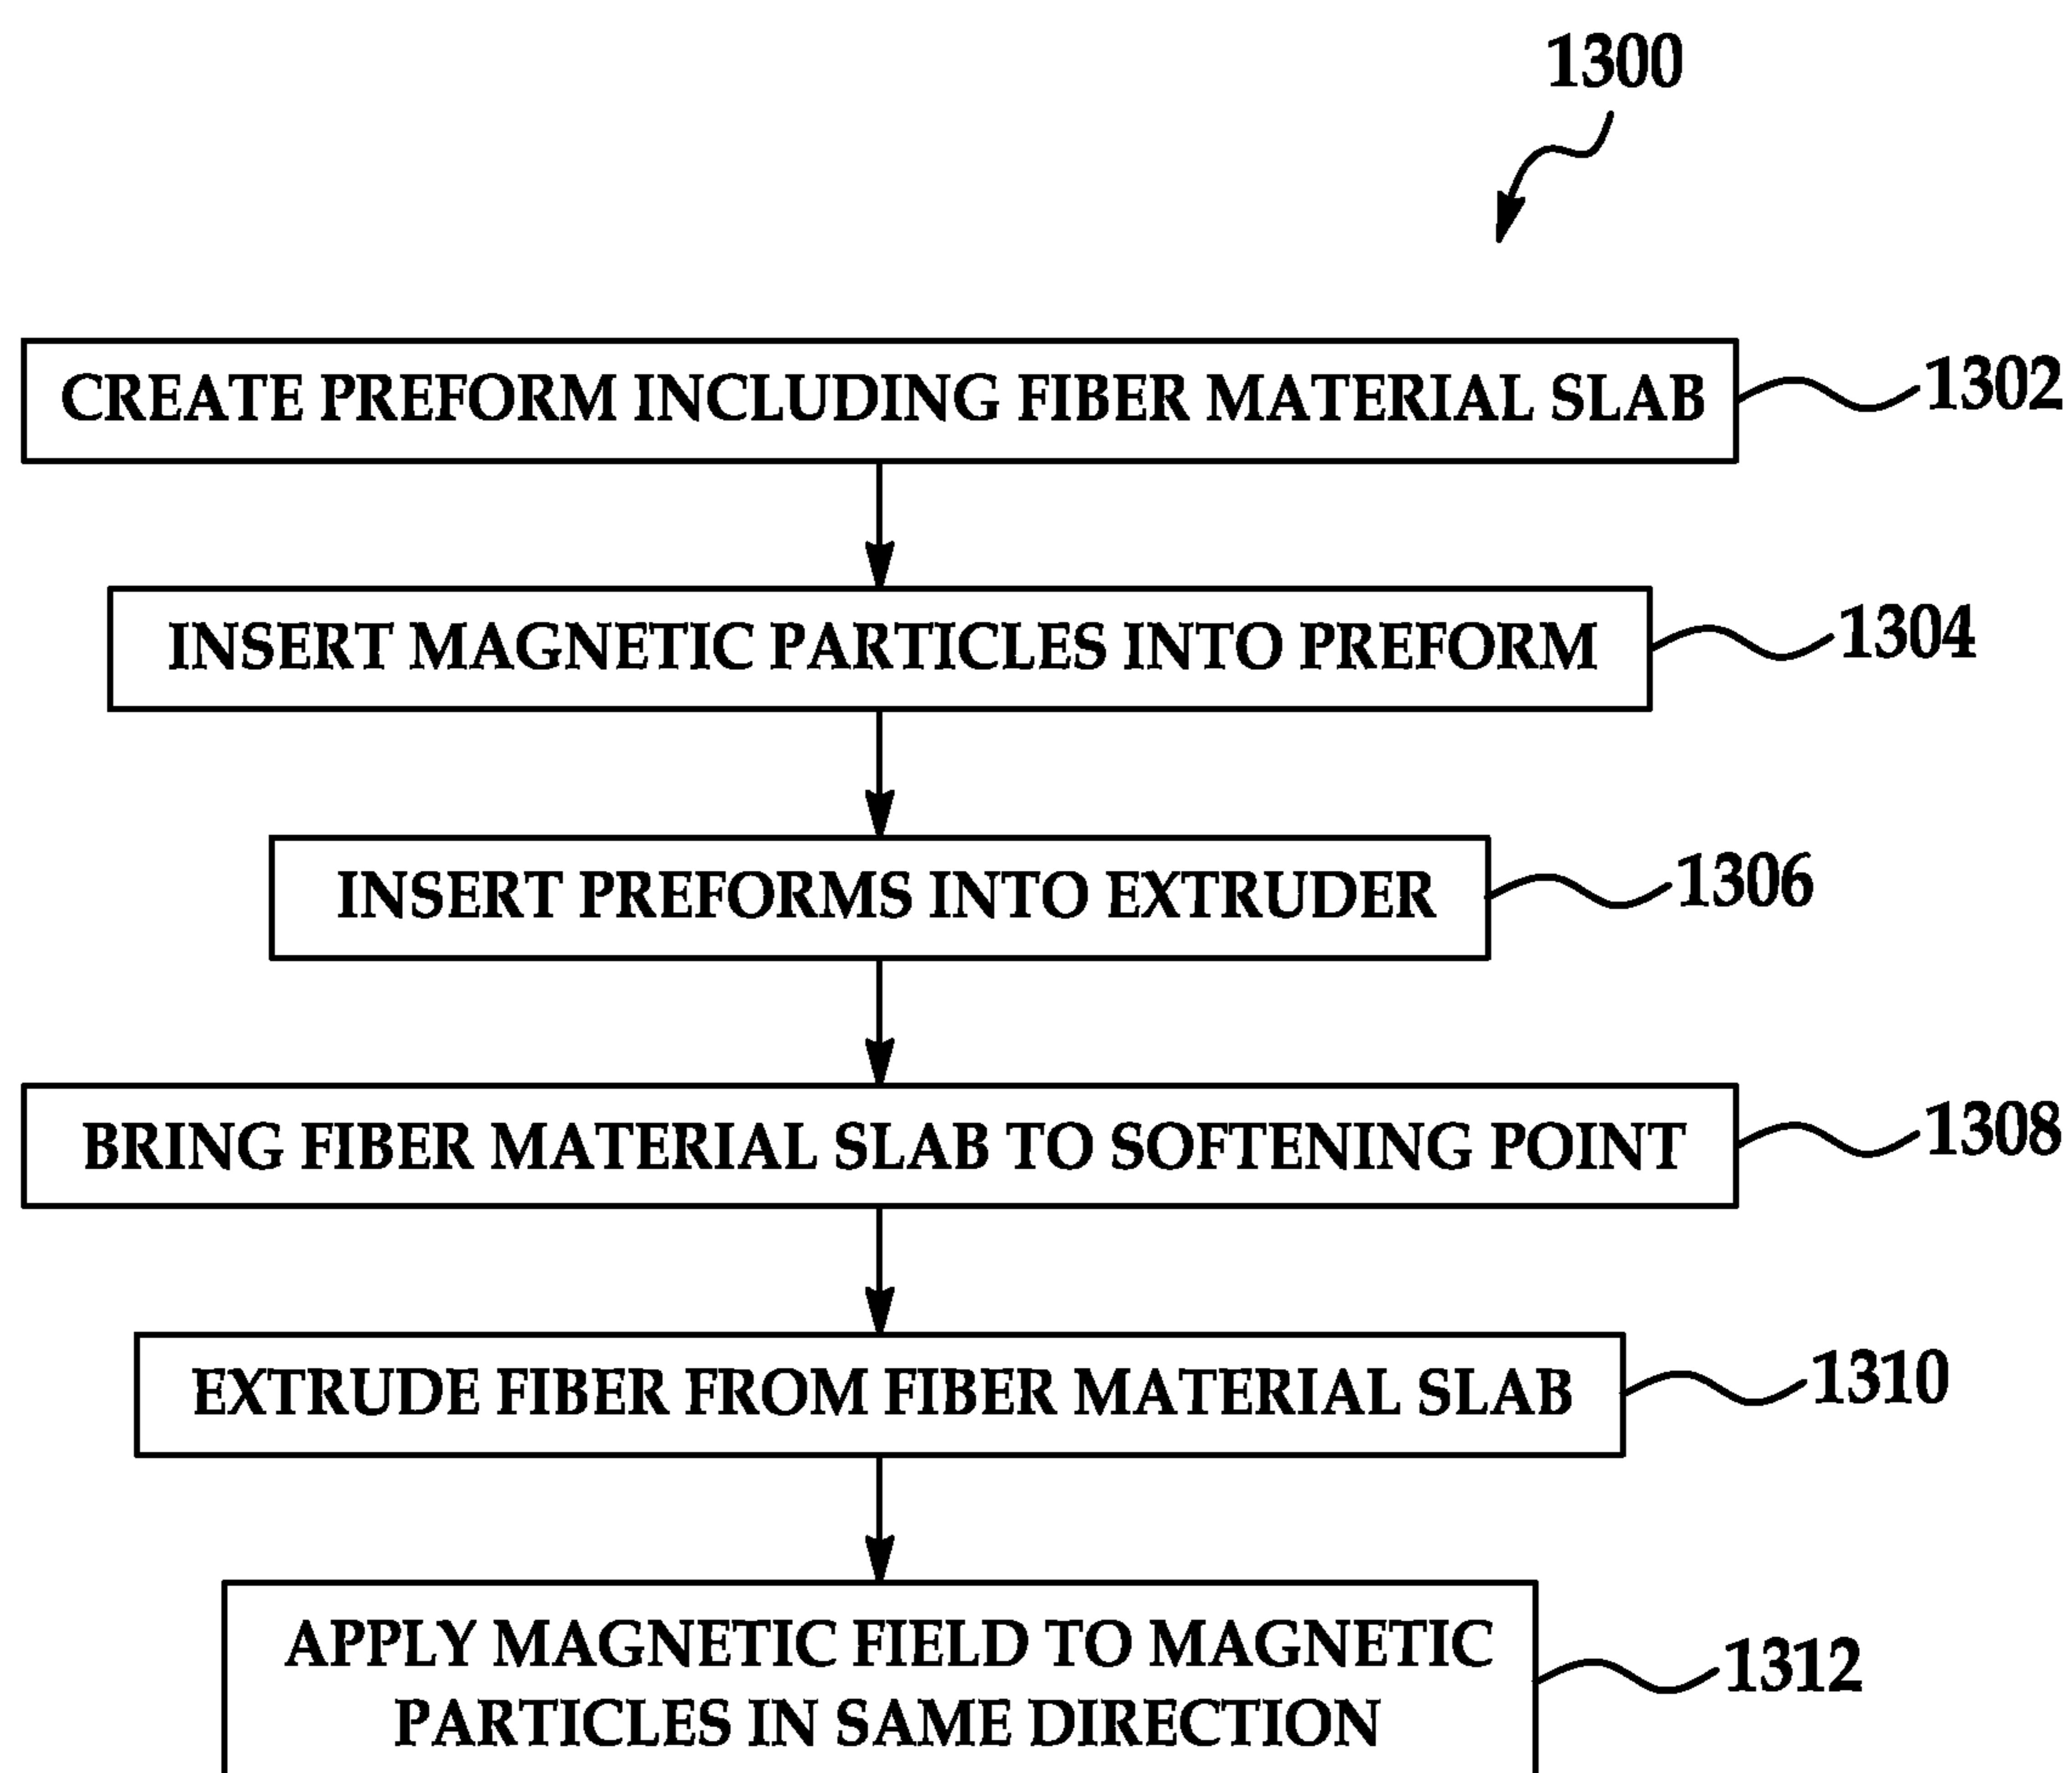 1300
CREATE PREFORM INCLUDING FIBER MATERIAL SLAB
1302
INSERT MAGNETIC PARTICLES INTO PREFORM
1304
INSERT PREFORMS INTO EXTRUDER
1306
BRING FIBER MATERIAL SLAB TO SOFTENING POINT
1308
EXTRUDE FIBER FROM FIBER MATERIAL SLAB
1310
APPLY MAGNETIC FIELD TO MAGNETIC
PARTICLES IN SAME DIRECTION
1312